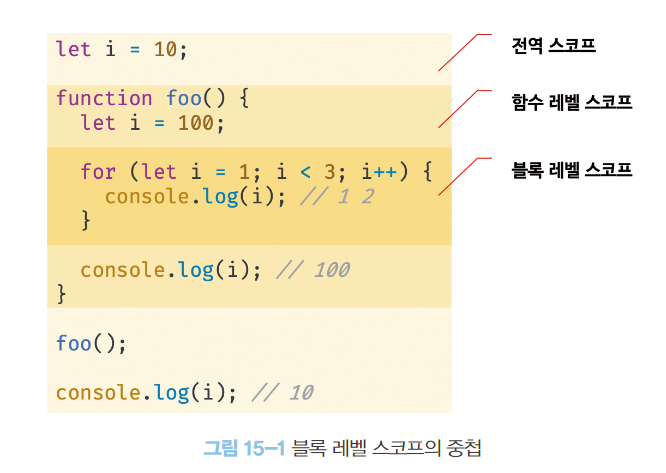 let i = 10;
전역 스코프
function foo() {
함수 레벨 스코프
  let i = 100;
  for (let i = 1; i < 3; i++) {
블록 레벨 스코프
    console.log(i); // 1 2
  }
  console.log(i); // 100
}
foo();
console.log(i); // 10
그림 15-1 블록 레벨 스코프의 중첩